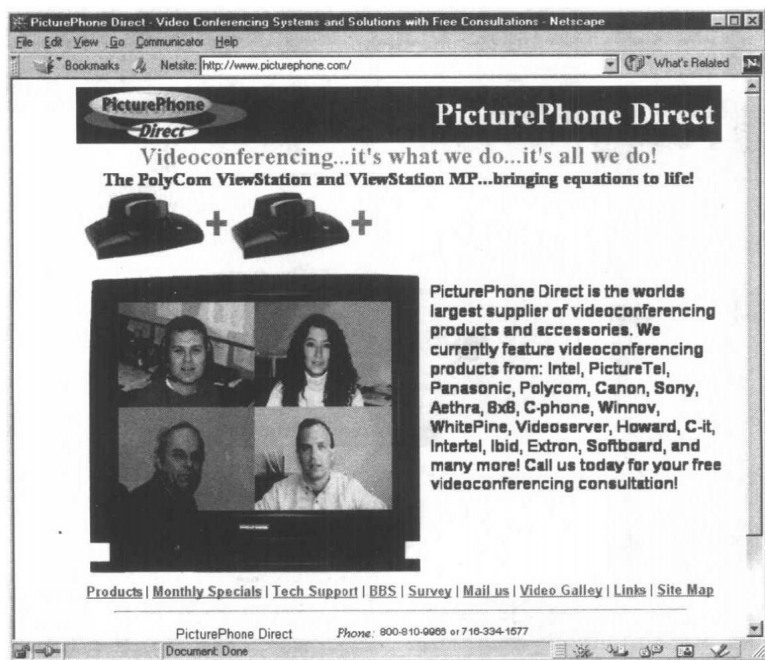 PicturePhone Direct - Video Conferencing Systems and Solutions with Free Consultations - Netscape
File Edit View Go Communicator Help
Bookmarks Netsite: http://www.picturephone.com/ What's Related N
PicturePhone
Direct
PicturePhone Direct
Videoconferencing...it's what we do...it's all we do!
The PolyCom ViewStation and ViewStation MP...bringing equations to life!
+ +
PicturePhone Direct is the worlds
largest supplier of videoconferencing
products and accessories. We
currently feature videoconferencing
products from: Intel, PictureTel,
Panasonic, Polycom, Canon, Sony,
Aethra, 8x8, C-phone, Winnov,
WhitePine, Videoserver, Howard, C-it,
Intertel, Ibid, Extron, Softboard, and
many more! Call us today for your free
videoconferencing consultation!
Products | Monthly Specials | Tech Support | BBS | Survey | Mail us | Video Galley | Links | Site Map
PicturePhone Direct Phone: 800-810-9966 or 716-334-1577
Document: Done